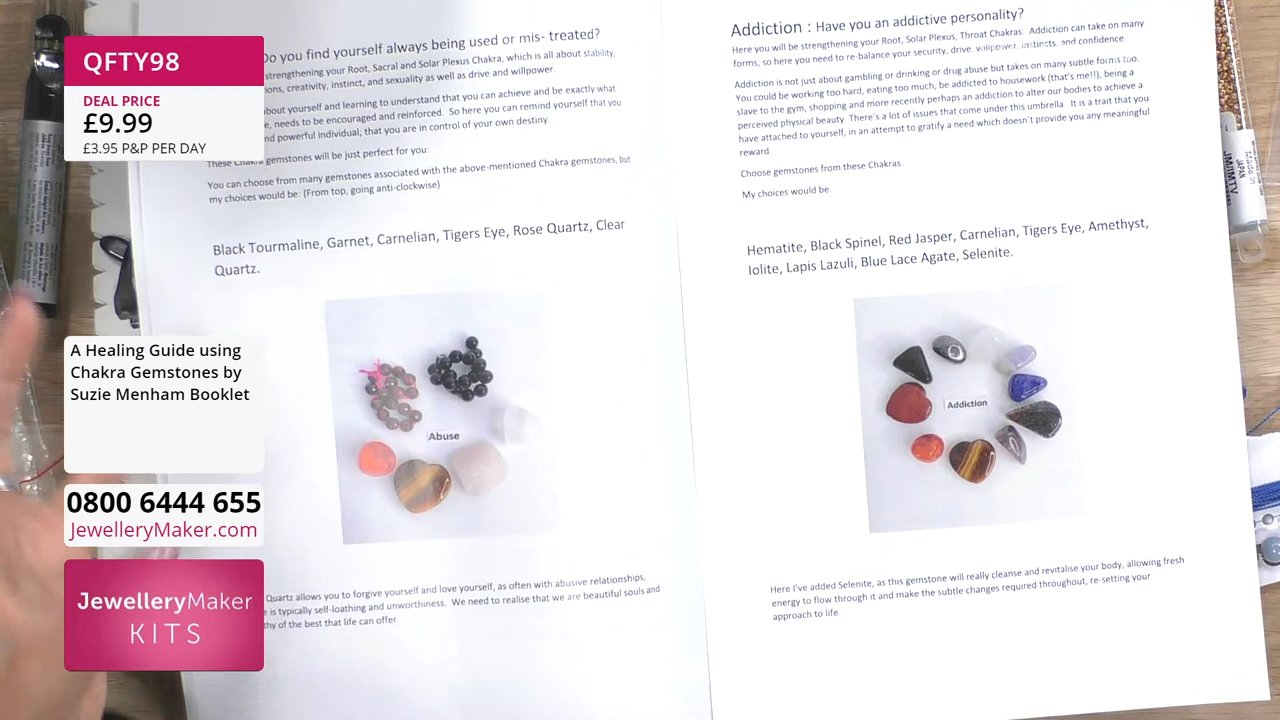 QFTY98
DEAL PRICE
£9.99
£3.95 P&P PER DAY
A Healing Guide using
Chakra Gemstones by
Suzie Menham Booklet
0800 6444 655
JewelleryMaker.com
JewelleryMaker
KITS
Do you find yourself always being used or mis- treated?
strengthening your Root, Sacral and Solar Plexus Chakra, which is all about stability,
creativity, instinct, and sexuality as well as drive and willpower.
about yourself and learning to understand that you can achieve and be exactly what
needs to be encouraged and reinforced. So here you can remind yourself that you
and powerful individual; that you are in control of your own destiny.
These Chakra gemstones will be just perfect for you:
You can choose from many gemstones associated with the above-mentioned Chakra gemstones, but
my choices would be: (From top, going anti-clockwise)
Black Tourmaline, Garnet, Carnelian, Tigers Eye, Rose Quartz, Clear
Quartz.
Abuse
Quartz allows you to forgive yourself and love yourself, as often with abusive relationships,
is typically self-loathing and unworthiness. We need to realise that we are beautiful souls and
of the best that life can offer.
Addiction : Have you an addictive personality?
Here you will be strengthening your Root, Solar Plexus, Throat Chakras. Addiction can take on many
forms, so here you need to re-balance your security, drive, willpower, instincts, and confidence
Addiction is not just about gambling or drinking or drug abuse but takes on many subtle forms too.
You could be working too hard, eating too much, be addicted to housework (that's me!!), being a
slave to the gym, shopping and more recently perhaps an addiction to alter our bodies to achieve a
perceived physical beauty. There's a lot of issues that come under this umbrella. It is a trait that you
have attached to yourself, in an attempt to gratify a need which doesn't provide you any meaningful
reward.
Choose gemstones from these Chakras.
My choices would be.
Hematite, Black Spinel, Red Jasper, Carnelian, Tigers Eye, Amethyst,
Iolite, Lapis Lazuli, Blue Lace Agate, Selenite.
Addiction
Here I've added Selenite, as this gemstone will really cleanse and revitalise your body, allowing fresh
energy to flow through it and make the subtle changes required throughout, re-setting your
approach to life.
Made in
JAPAN